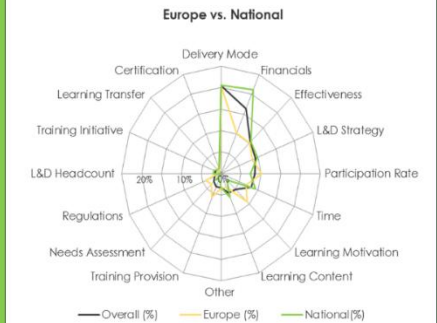 Europe vs. National
Delivery Mode
Certification
Financials
Learning Transfer
Effectiveness
Training Initiative
L&D Strategy
L&D Headcount
20%
10%
0%
Participation Rate
Regulations
Time
Needs Assessment
Learning Motivation
Training Provision
Learning Content
Other
Overall (%)
Europe (%)
National(%)